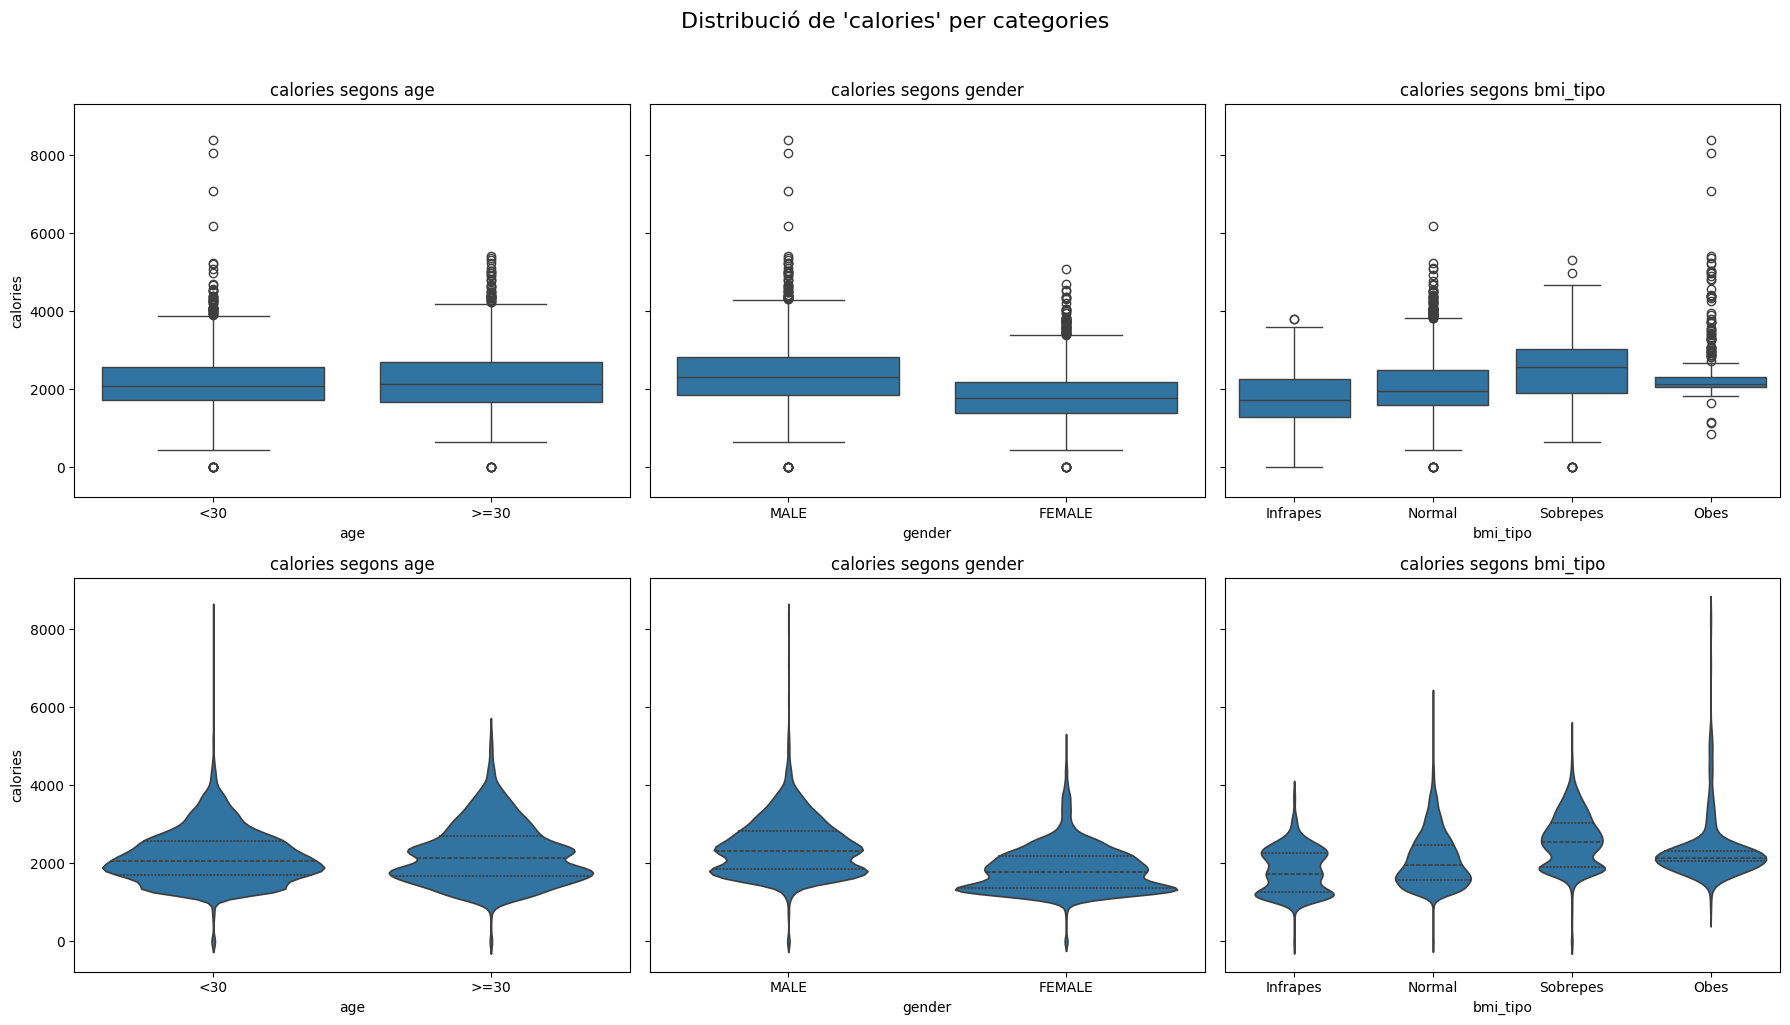 Distribució de 'calories' per categories
calories segons age
calories segons gender
calories segons bmi_tipo
calories
8000
6000
4000
2000
0
<30
>=30
MALE
FEMALE
Infrapes
Normal
Sobrepes
Obes
age
gender
bmi_tipo
calories segons age
calories segons gender
calories segons bmi_tipo
calories
8000
6000
4000
2000
0
<30
>=30
MALE
FEMALE
Infrapes
Normal
Sobrepes
Obes
age
gender
bmi_tipo